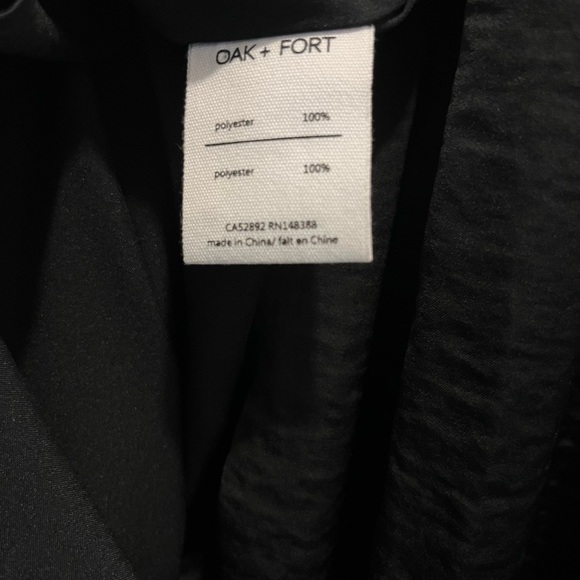 OAK + FORT
polyester 100%
polyester 100%
CA52892 RN148388
made in China/ fait en Chine